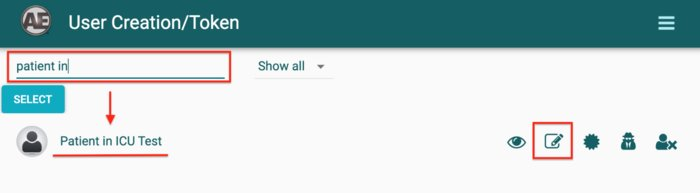 AE User Creation/Token
patient in Show all
SELECT
Patient in ICU Test